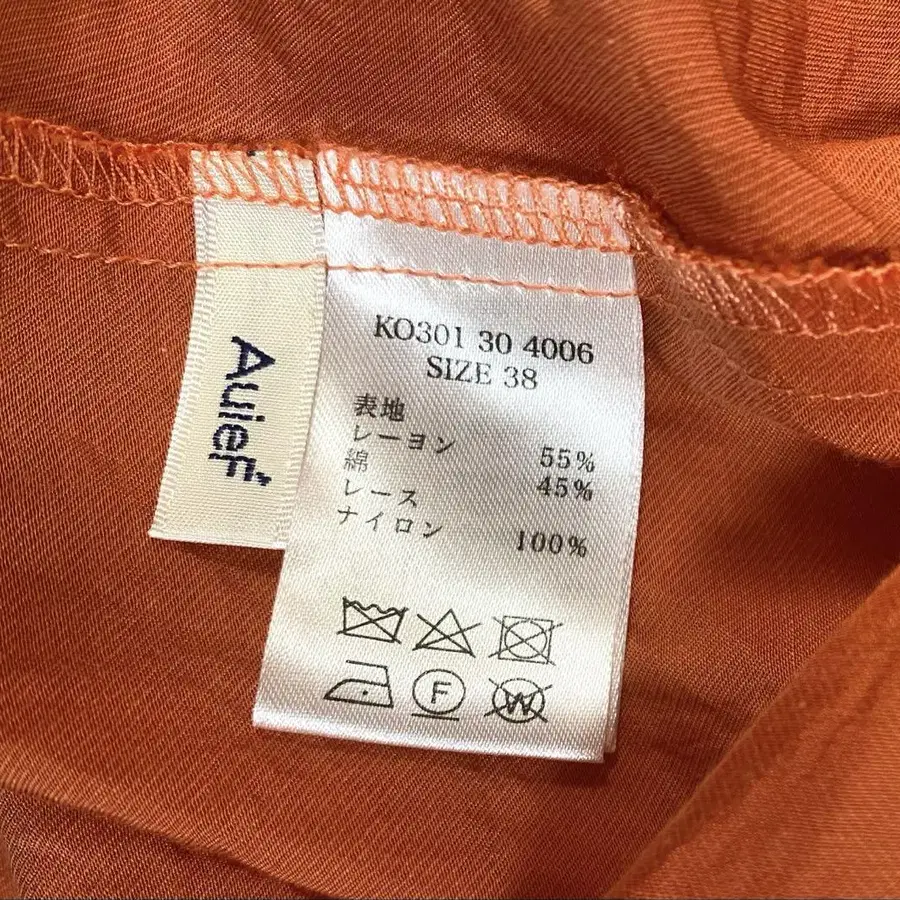 Auief
KO301 30 4006
SIZE 38
表地
レーヨン 55%
綿 45%
レース
ナイロン 100%
F
W